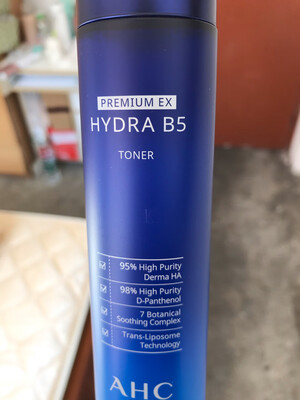 PREMIUM EX
HYDRA B5
TONER
95% High Purity
Derma HA
98% High Purity
D-Panthenol
7 Botanical
Soothing Complex
Trans-Liposome
Technology
AHC